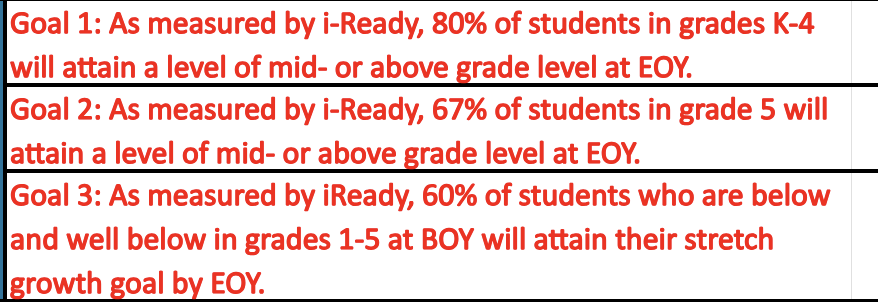 Goal 1: As measured by i-Ready, 80% of students in grades K-4
will attain a level of mid- or above grade level at EOY.
Goal 2: As measured by i-Ready, 67% of students in grade 5 will
attain a level of mid- or above grade level at EOY.
Goal 3: As measured by iReady, 60% of students who are below
and well below in grades 1-5 at BOY will attain their stretch
growth goal by EOY.